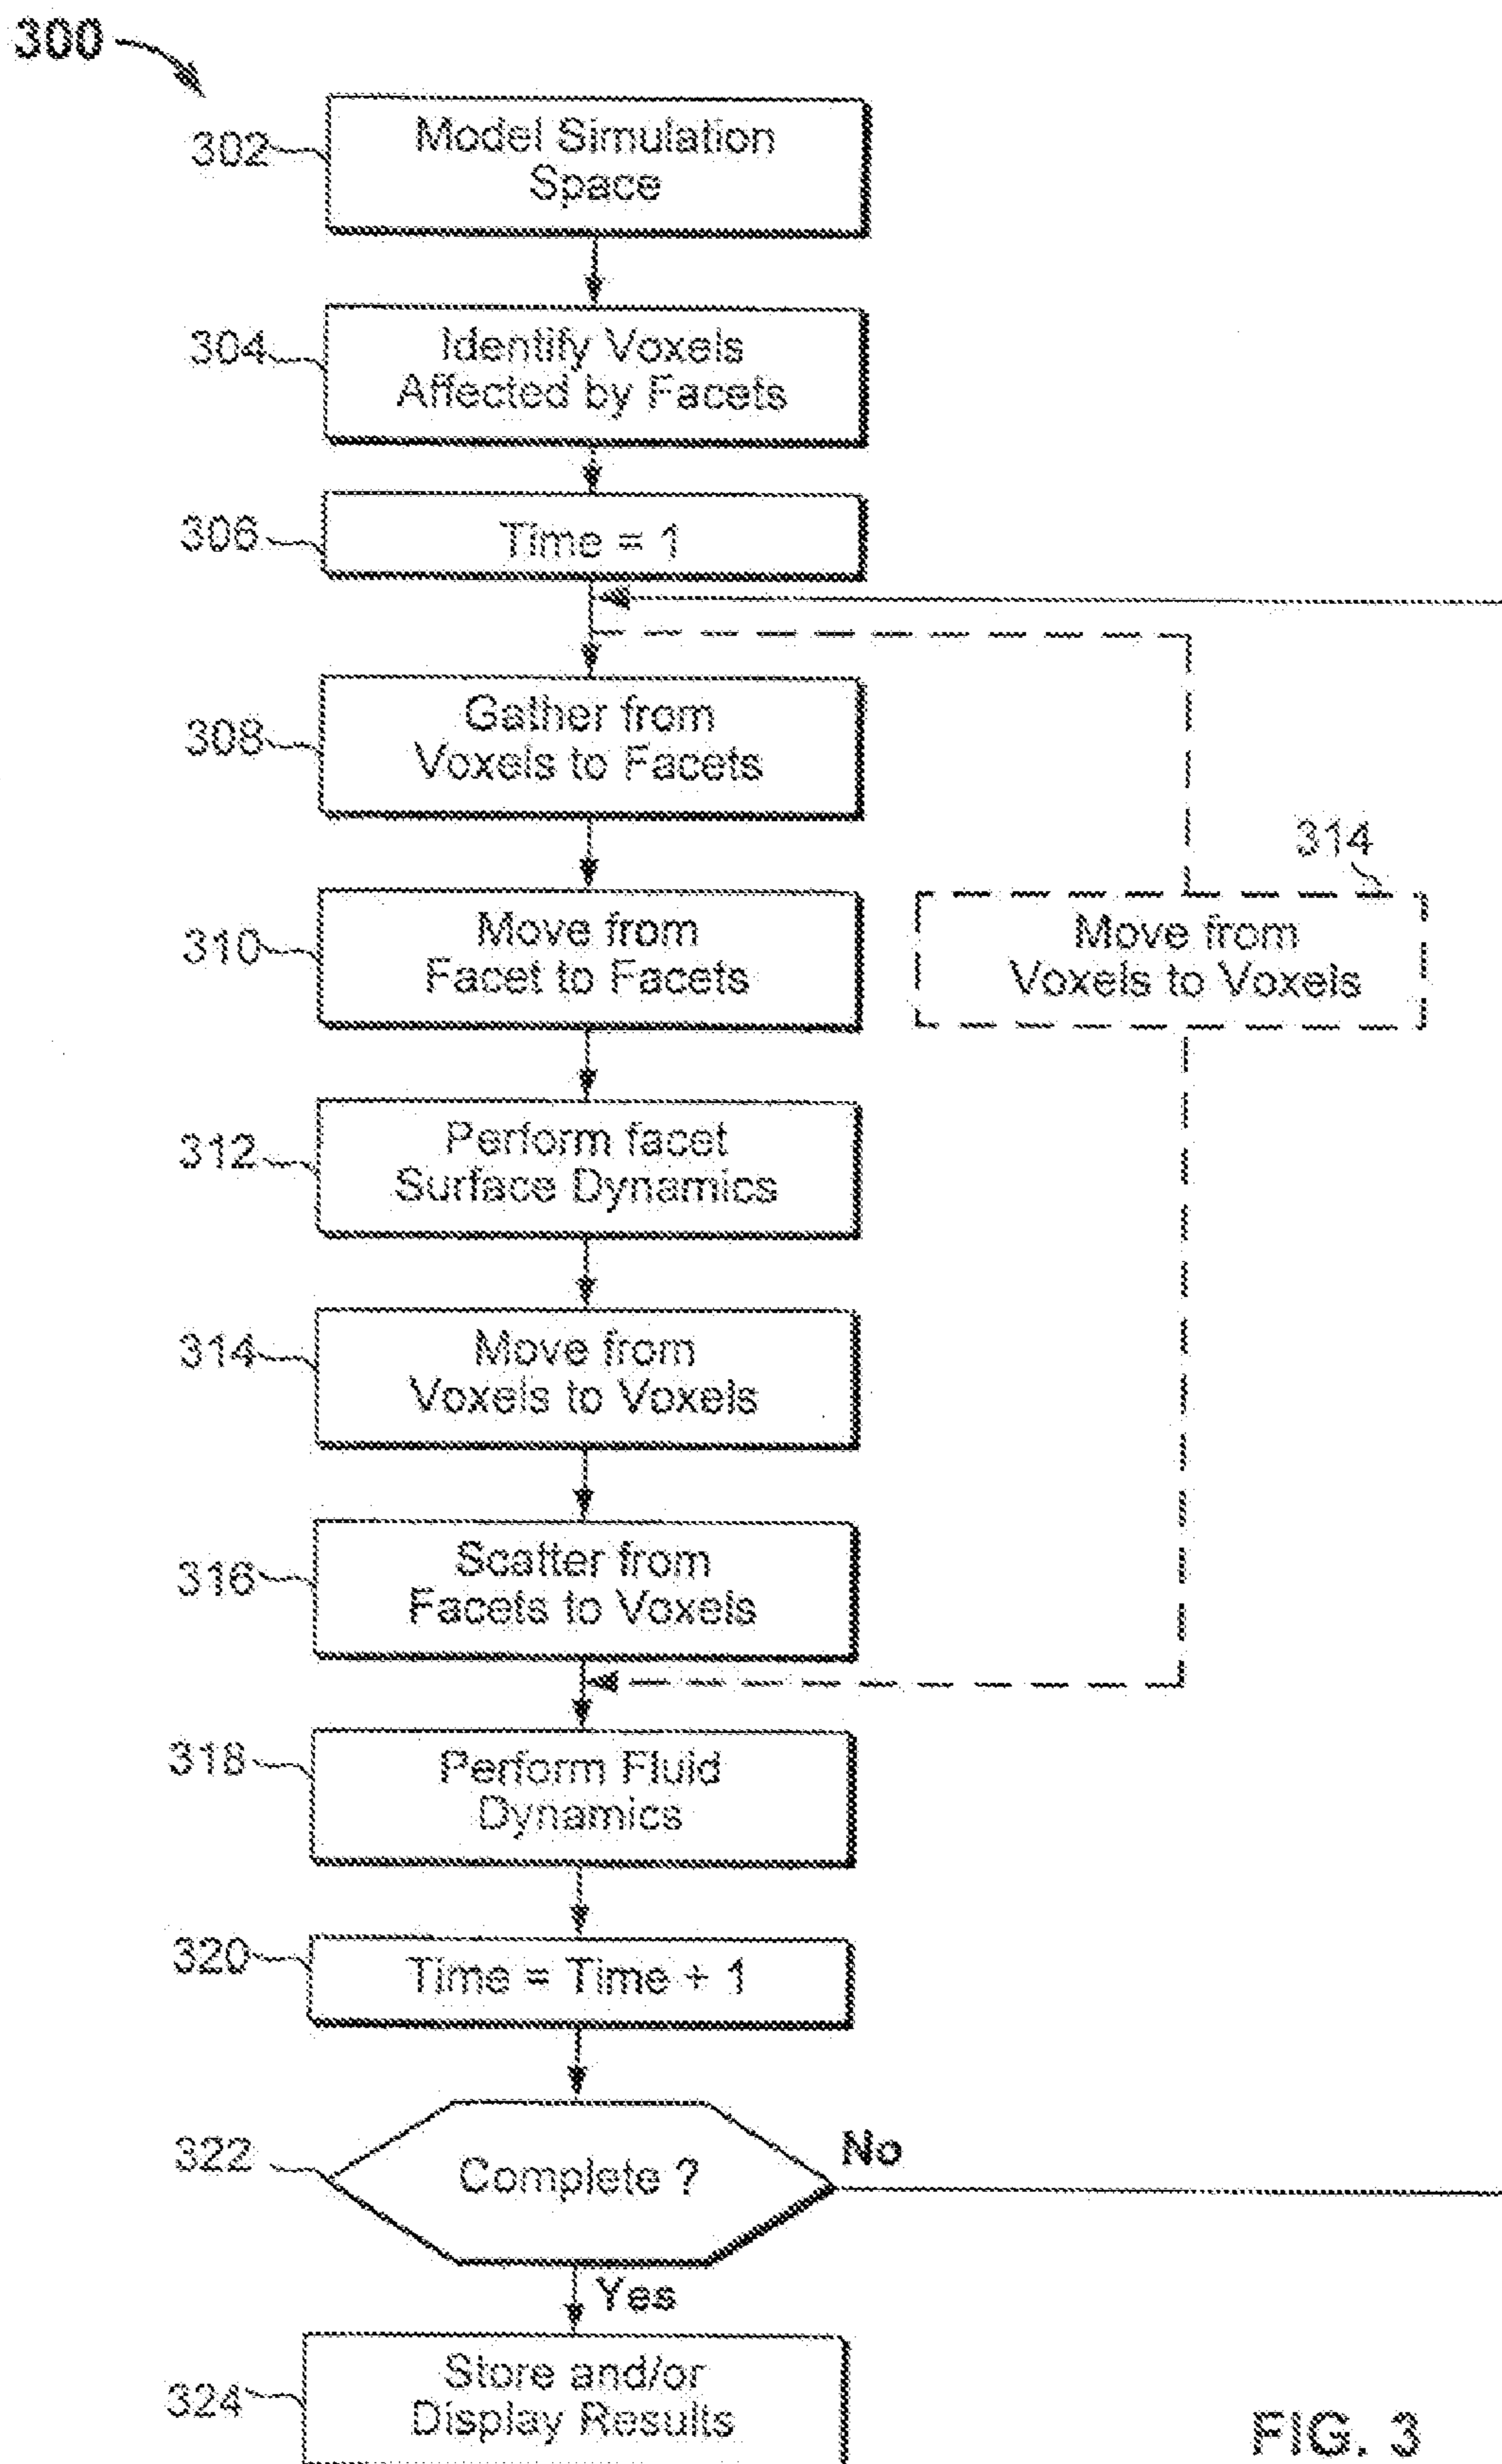 300
302
Model Simulation
Space
304
Identify Voxels
Affected by Facets
306
Time = 1
308
Gather from
Voxels to Facets
310
Move from
Facet to Facets
314
Move from
Voxels to Voxels
312
Perform facet
Surface Dynamics
314
Move from
Voxels to Voxels
316
Scatter from
Facets to Voxels
318
Perform Fluid
Dynamics
320
Time = Time + 1
322
Complete ?
No
Yes
324
Store and/or
Display Results
FIG. 3